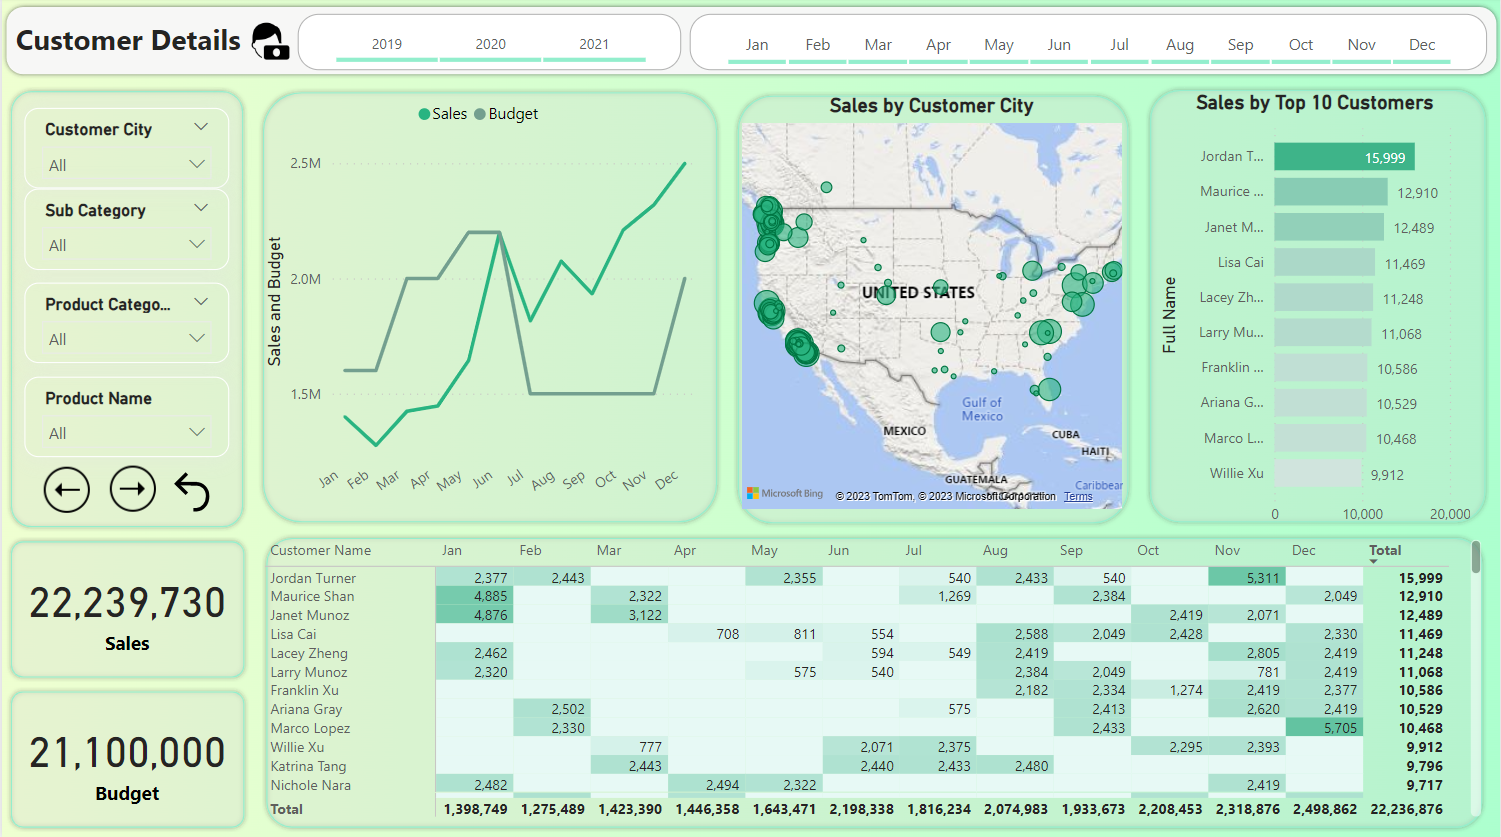 Customer Details
2019 2020 2021
Jan Feb Mar Apr May Jun Jul Aug Sep Oct Nov Dec
Customer City
All
Sub Category
All
Product Catego...
All
Product Name
All
Sales Budget
Sales and Budget
2.5M
2.0M
1.5M
Jan Feb Mar Apr May Jun Jul Aug Sep Oct Nov Dec
Sales by Customer City
UNITED STATES
Gulf of
Mexico
MEXICO
CUBA
HAITI
GUATEMALA
Caribbean
Microsoft Bing
© 2023 TomTom, © 2023 Microsoft Corporation Terms
Sales by Top 10 Customers
Full Name
Jordan T... 15,999
Maurice ... 12,910
Janet M... 12,489
Lisa Cai 11,469
Lacey Zh... 11,248
Larry Mu... 11,068
Franklin ... 10,586
Ariana G... 10,529
Marco L... 10,468
Willie Xu 9,912
0 10,000 20,000
22,239,730
Sales
21,100,000
Budget
Customer Name Jan Feb Mar Apr May Jun Jul Aug Sep Oct Nov Dec Total
Jordan Turner 2,377 2,443 2,355 540 2,433 540 5,311 15,999
Maurice Shan 4,885 2,322 1,269 2,384 2,049 12,910
Janet Munoz 4,876 3,122 2,419 2,071 12,489
Lisa Cai 708 811 554 2,588 2,049 2,428 2,330 11,469
Lacey Zheng 2,462 594 549 2,419 2,805 2,419 11,248
Larry Munoz 2,320 575 540 2,384 2,049 781 2,419 11,068
Franklin Xu 2,182 2,334 1,274 2,419 2,377 10,586
Ariana Gray 2,502 575 2,413 2,620 2,419 10,529
Marco Lopez 2,330 2,433 5,705 10,468
Willie Xu 777 2,071 2,375 2,295 2,393 9,912
Katrina Tang 2,443 2,440 2,433 2,480 9,796
Nichole Nara 2,482 2,494 2,322 2,419 9,717
Total 1,398,749 1,275,489 1,423,390 1,446,358 1,643,471 2,198,338 1,816,234 2,074,983 1,933,673 2,208,453 2,318,876 2,498,862 22,236,876